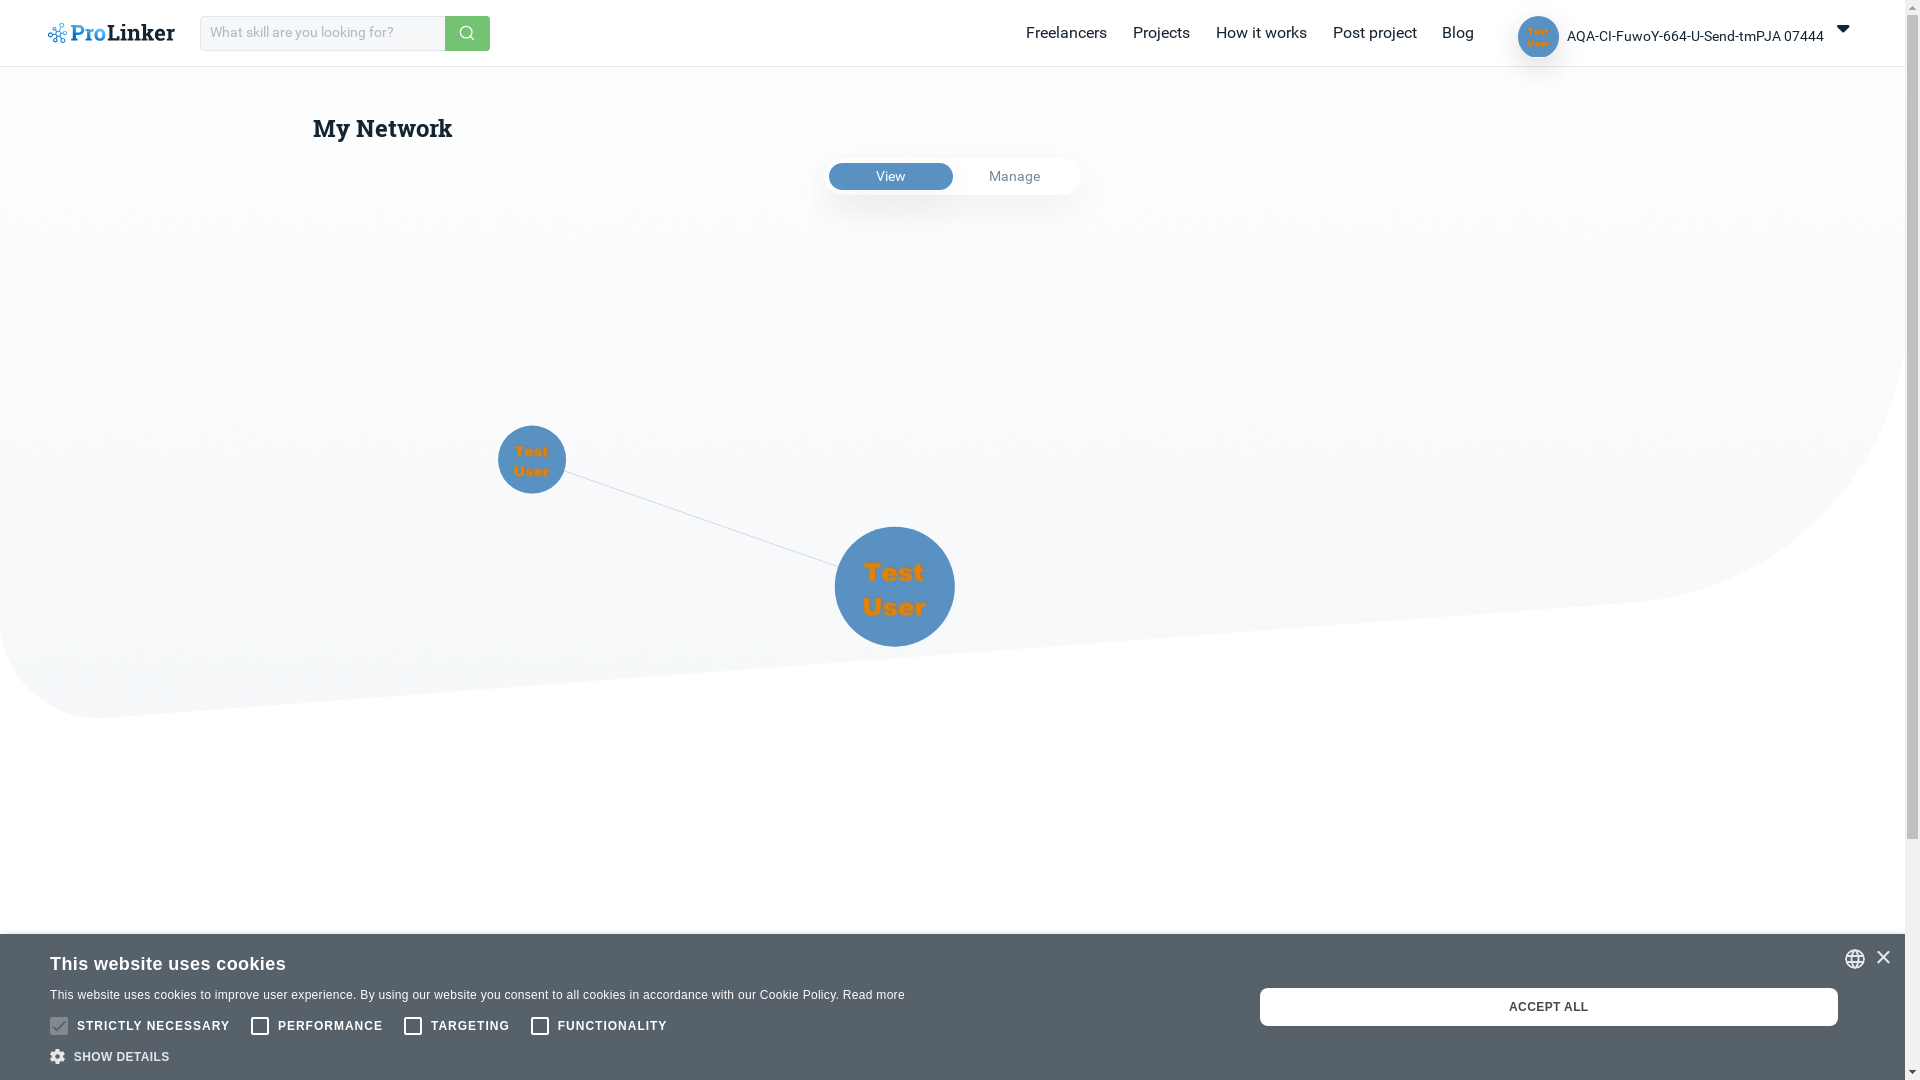 ProLinker
What skill are you looking for?
Freelancers
Projects
How it works
Post project
Blog
Test
User
AQA-CI-FuwoY-664-U-Send-tmPJA 07444
My Network
View
Manage
Test
User
Test
User
This website uses cookies
This website uses cookies to improve user experience. By using our website you consent to all cookies in accordance with our Cookie Policy. Read more
STRICTLY NECESSARY
PERFORMANCE
TARGETING
FUNCTIONALITY
SHOW DETAILS
ACCEPT ALL